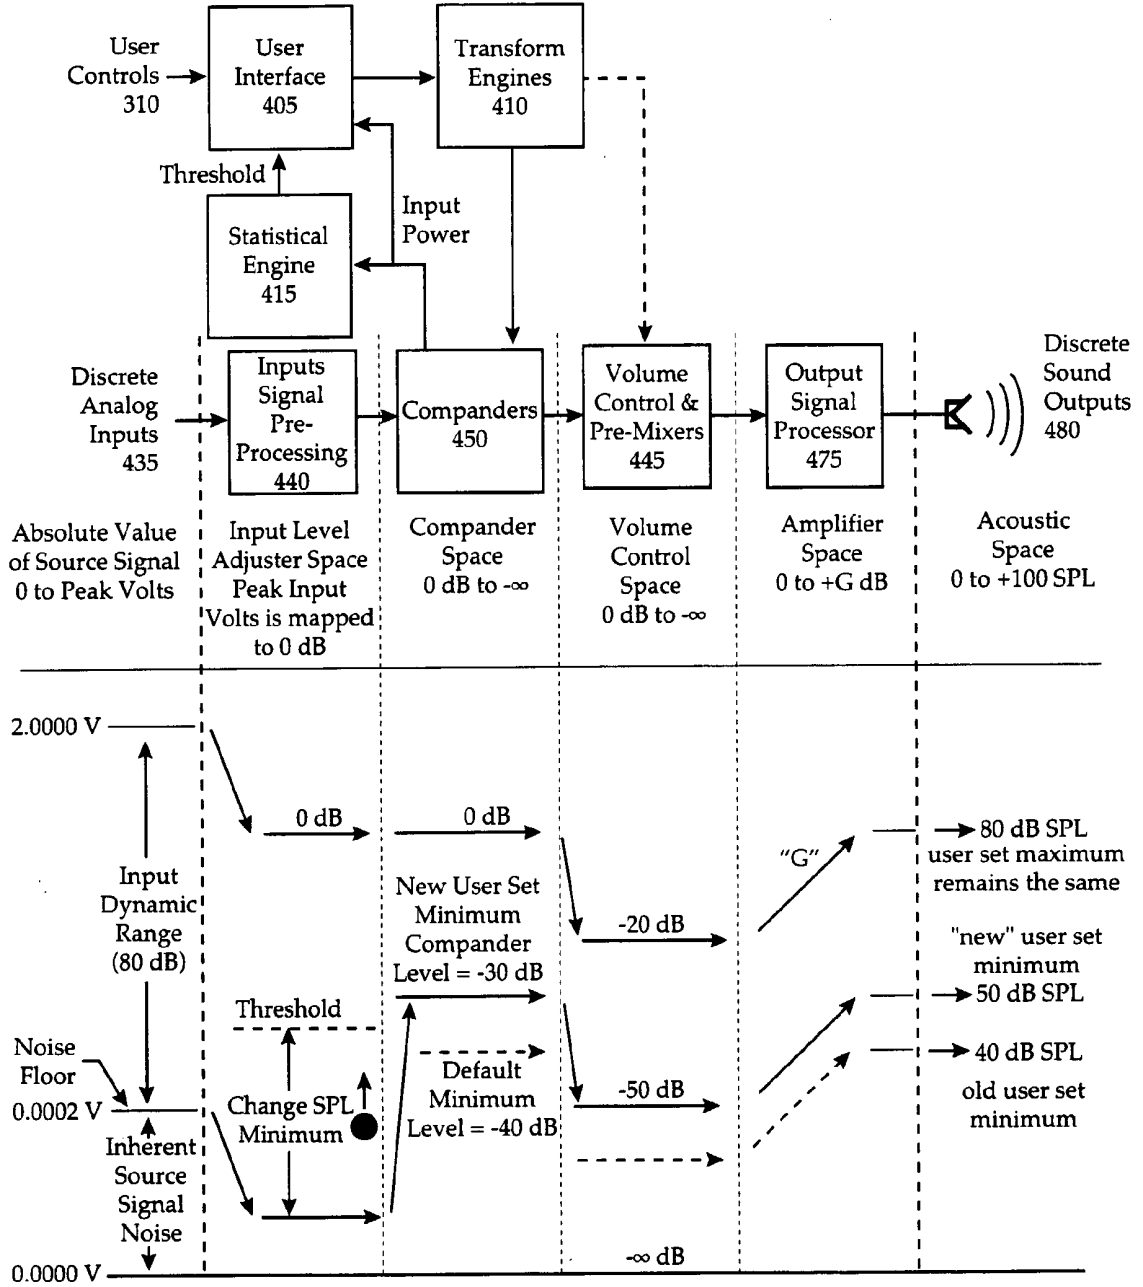 User
Controls
310
User
Interface
405
Transform
Engines
410
Threshold
Input
Power
Statistical
Engine
415
Discrete
Analog
Inputs
435
Inputs
Signal
Pre-
Processing
440
Companders
450
Volume
Control &
Pre-Mixers
445
Output
Signal
Processor
475
Discrete
Sound
Outputs
480
Absolute Value
of Source Signal
0 to Peak Volts
Input Level
Adjuster Space
Peak Input
Volts is mapped
to 0 dB
Compander
Space
0 dB to -∞
Volume
Control
Space
0 dB to -∞
Amplifier
Space
0 to +G dB
Acoustic
Space
0 to +100 SPL
2.0000 V
0 dB
0 dB
"G"
80 dB SPL
user set maximum
remains the same
Input
Dynamic
Range
(80 dB)
New User Set
Minimum
Compander
Level = -30 dB
-20 dB
"new" user set
minimum
50 dB SPL
Threshold
Noise
Floor
0.0002 V
Change SPL
Minimum
Default
Minimum
Level = -40 dB
-50 dB
40 dB SPL
old user set
minimum
Inherent
Source
Signal
Noise
-∞ dB
0.0000 V